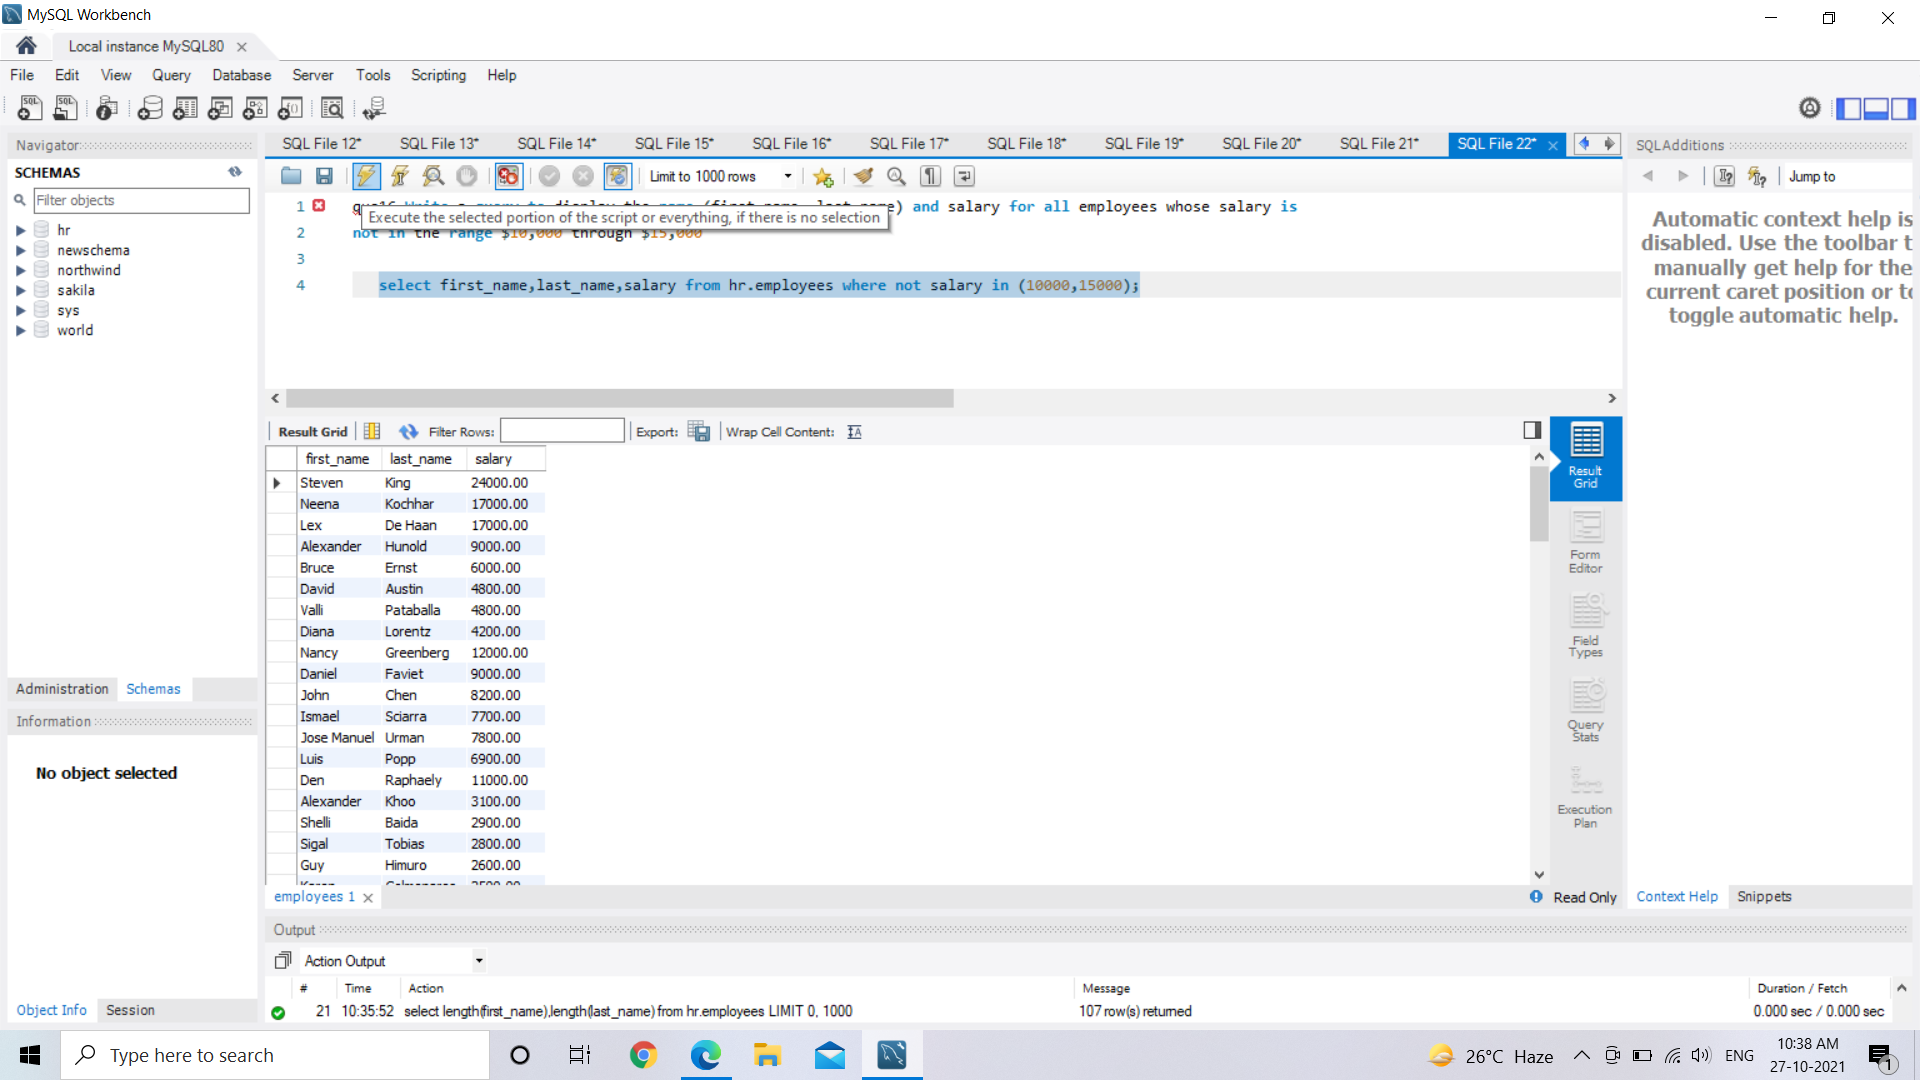 MySQL Workbench
Local instance MySQL80
File Edit View Query Database Server Tools Scripting Help
Navigator
SCHEMAS
Filter objects
hr
newschema
northwind
sakila
sys
world
Administration Schemas
Information
No object selected
Object Info Session
SQL File 12* SQL File 13* SQL File 14* SQL File 15* SQL File 16* SQL File 17* SQL File 18* SQL File 19* SQL File 20* SQL File 21* SQL File 22*
Limit to 1000 rows
1 and salary for all employees whose salary is
Execute the selected portion of the script or everything, if there is no selection
2 not in the range $10,000 through $15,000
3
4 select first_name,last_name,salary from hr.employees where not salary in (10000,15000);
Result Grid Filter Rows: Export: Wrap Cell Content:
first_name last_name salary
Steven King 24000.00
Neena Kochhar 17000.00
Lex De Haan 17000.00
Alexander Hunold 9000.00
Bruce Ernst 6000.00
David Austin 4800.00
Valli Pataballa 4800.00
Diana Lorentz 4200.00
Nancy Greenberg 12000.00
Daniel Faviet 9000.00
John Chen 8200.00
Ismael Sciarra 7700.00
Jose Manuel Urman 7800.00
Luis Popp 6900.00
Den Raphaely 11000.00
Alexander Khoo 3100.00
Shelli Baida 2900.00
Sigal Tobias 2800.00
Guy Himuro 2600.00
Result
Grid
Form
Editor
Field
Types
Query
Stats
Execution
Plan
employees 1
Read Only
SQLAdditions
Jump to
Automatic context help is
disabled. Use the toolbar t
manually get help for the
current caret position or to
toggle automatic help.
Context Help Snippets
Output
Action Output
# Time Action Message Duration / Fetch
21 10:35:52 select length(first_name),length(last_name) from hr.employees LIMIT 0, 1000 107 row(s) returned 0.000 sec / 0.000 sec
Type here to search
26°C Haze
ENG
10:38 AM
27-10-2021
1